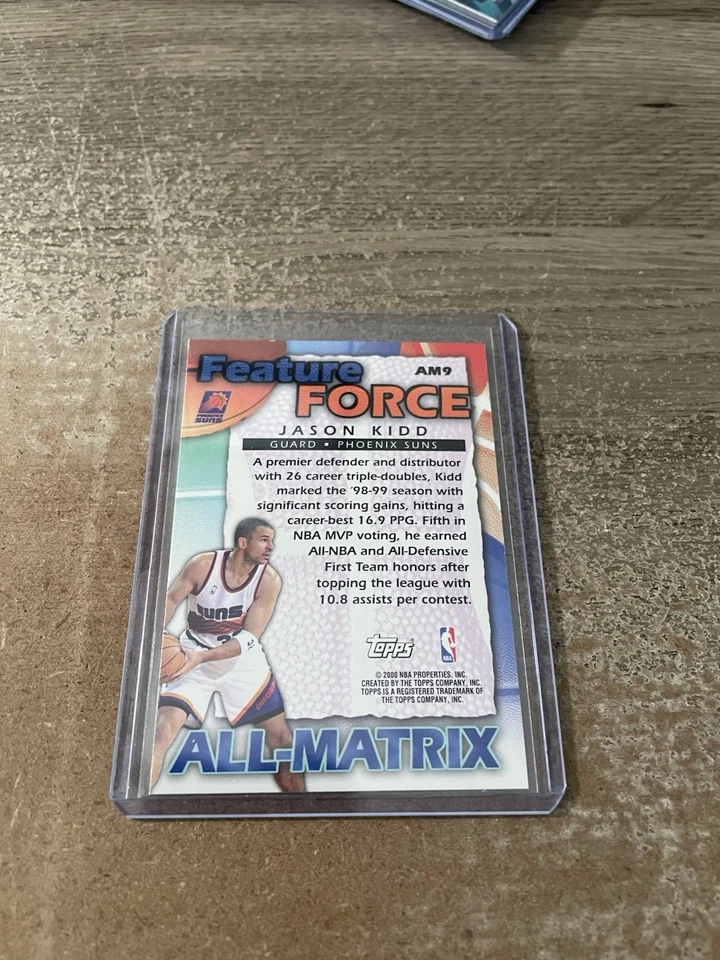 Feature
AM9
FORCE
PHOENIX
SUNS
JASON KIDD
GUARD ▪ PHOENIX SUNS
A premier defender and distributor
with 26 career triple-doubles, Kidd
marked the '98-99 season with
significant scoring gains, hitting a
career-best 16.9 PPG. Fifth in
NBA MVP voting, he earned
All-NBA and All-Defensive
First Team honors after
topping the league with
10.8 assists per contest.
SUNS
3
Topps®
NBA
© 2000 NBA PROPERTIES, INC.
CREATED BY THE TOPPS COMPANY, INC.
TOPPS IS A REGISTERED TRADEMARK OF
THE TOPPS COMPANY, INC.
ALL-MATRIX